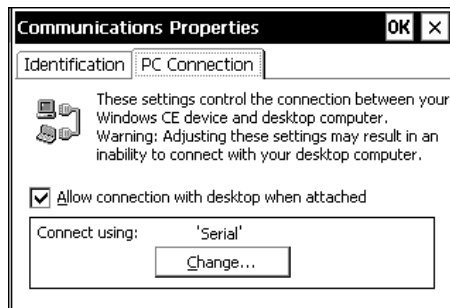 Communications Properties OK ×
Identification PC Connection
These settings control the connection between your
Windows CE device and desktop computer.
Warning: Adjusting these settings may result in an
inability to connect with your desktop computer.
Allow connection with desktop when attached
Connect using: 'Serial'
Change...